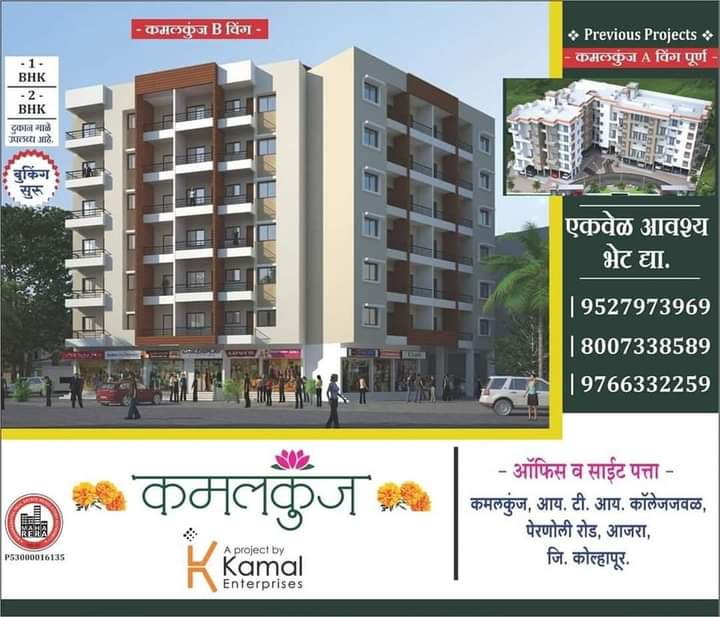 - कमलकुंज B विंग -
- 1 -
BHK
- 2 -
BHK
दुकान गाळे
उपलब्ध आहे.
बुकिंग
सुरू
❖ Previous Projects ❖
- कमलकुंज A विंग पूर्ण -
एकवेळ आवश्य
भेट द्या.
| 9527973969
| 8007338589
| 9766332259
कमलकुंज
A project by
Kamal
Enterprises
MAHA
RERA
P53000016135
- ऑफिस व साईट पत्ता -
कमलकुंज, आय. टी. आय. कॉलेजजवळ,
पेरणोली रोड, आजरा,
जि. कोल्हापूर.